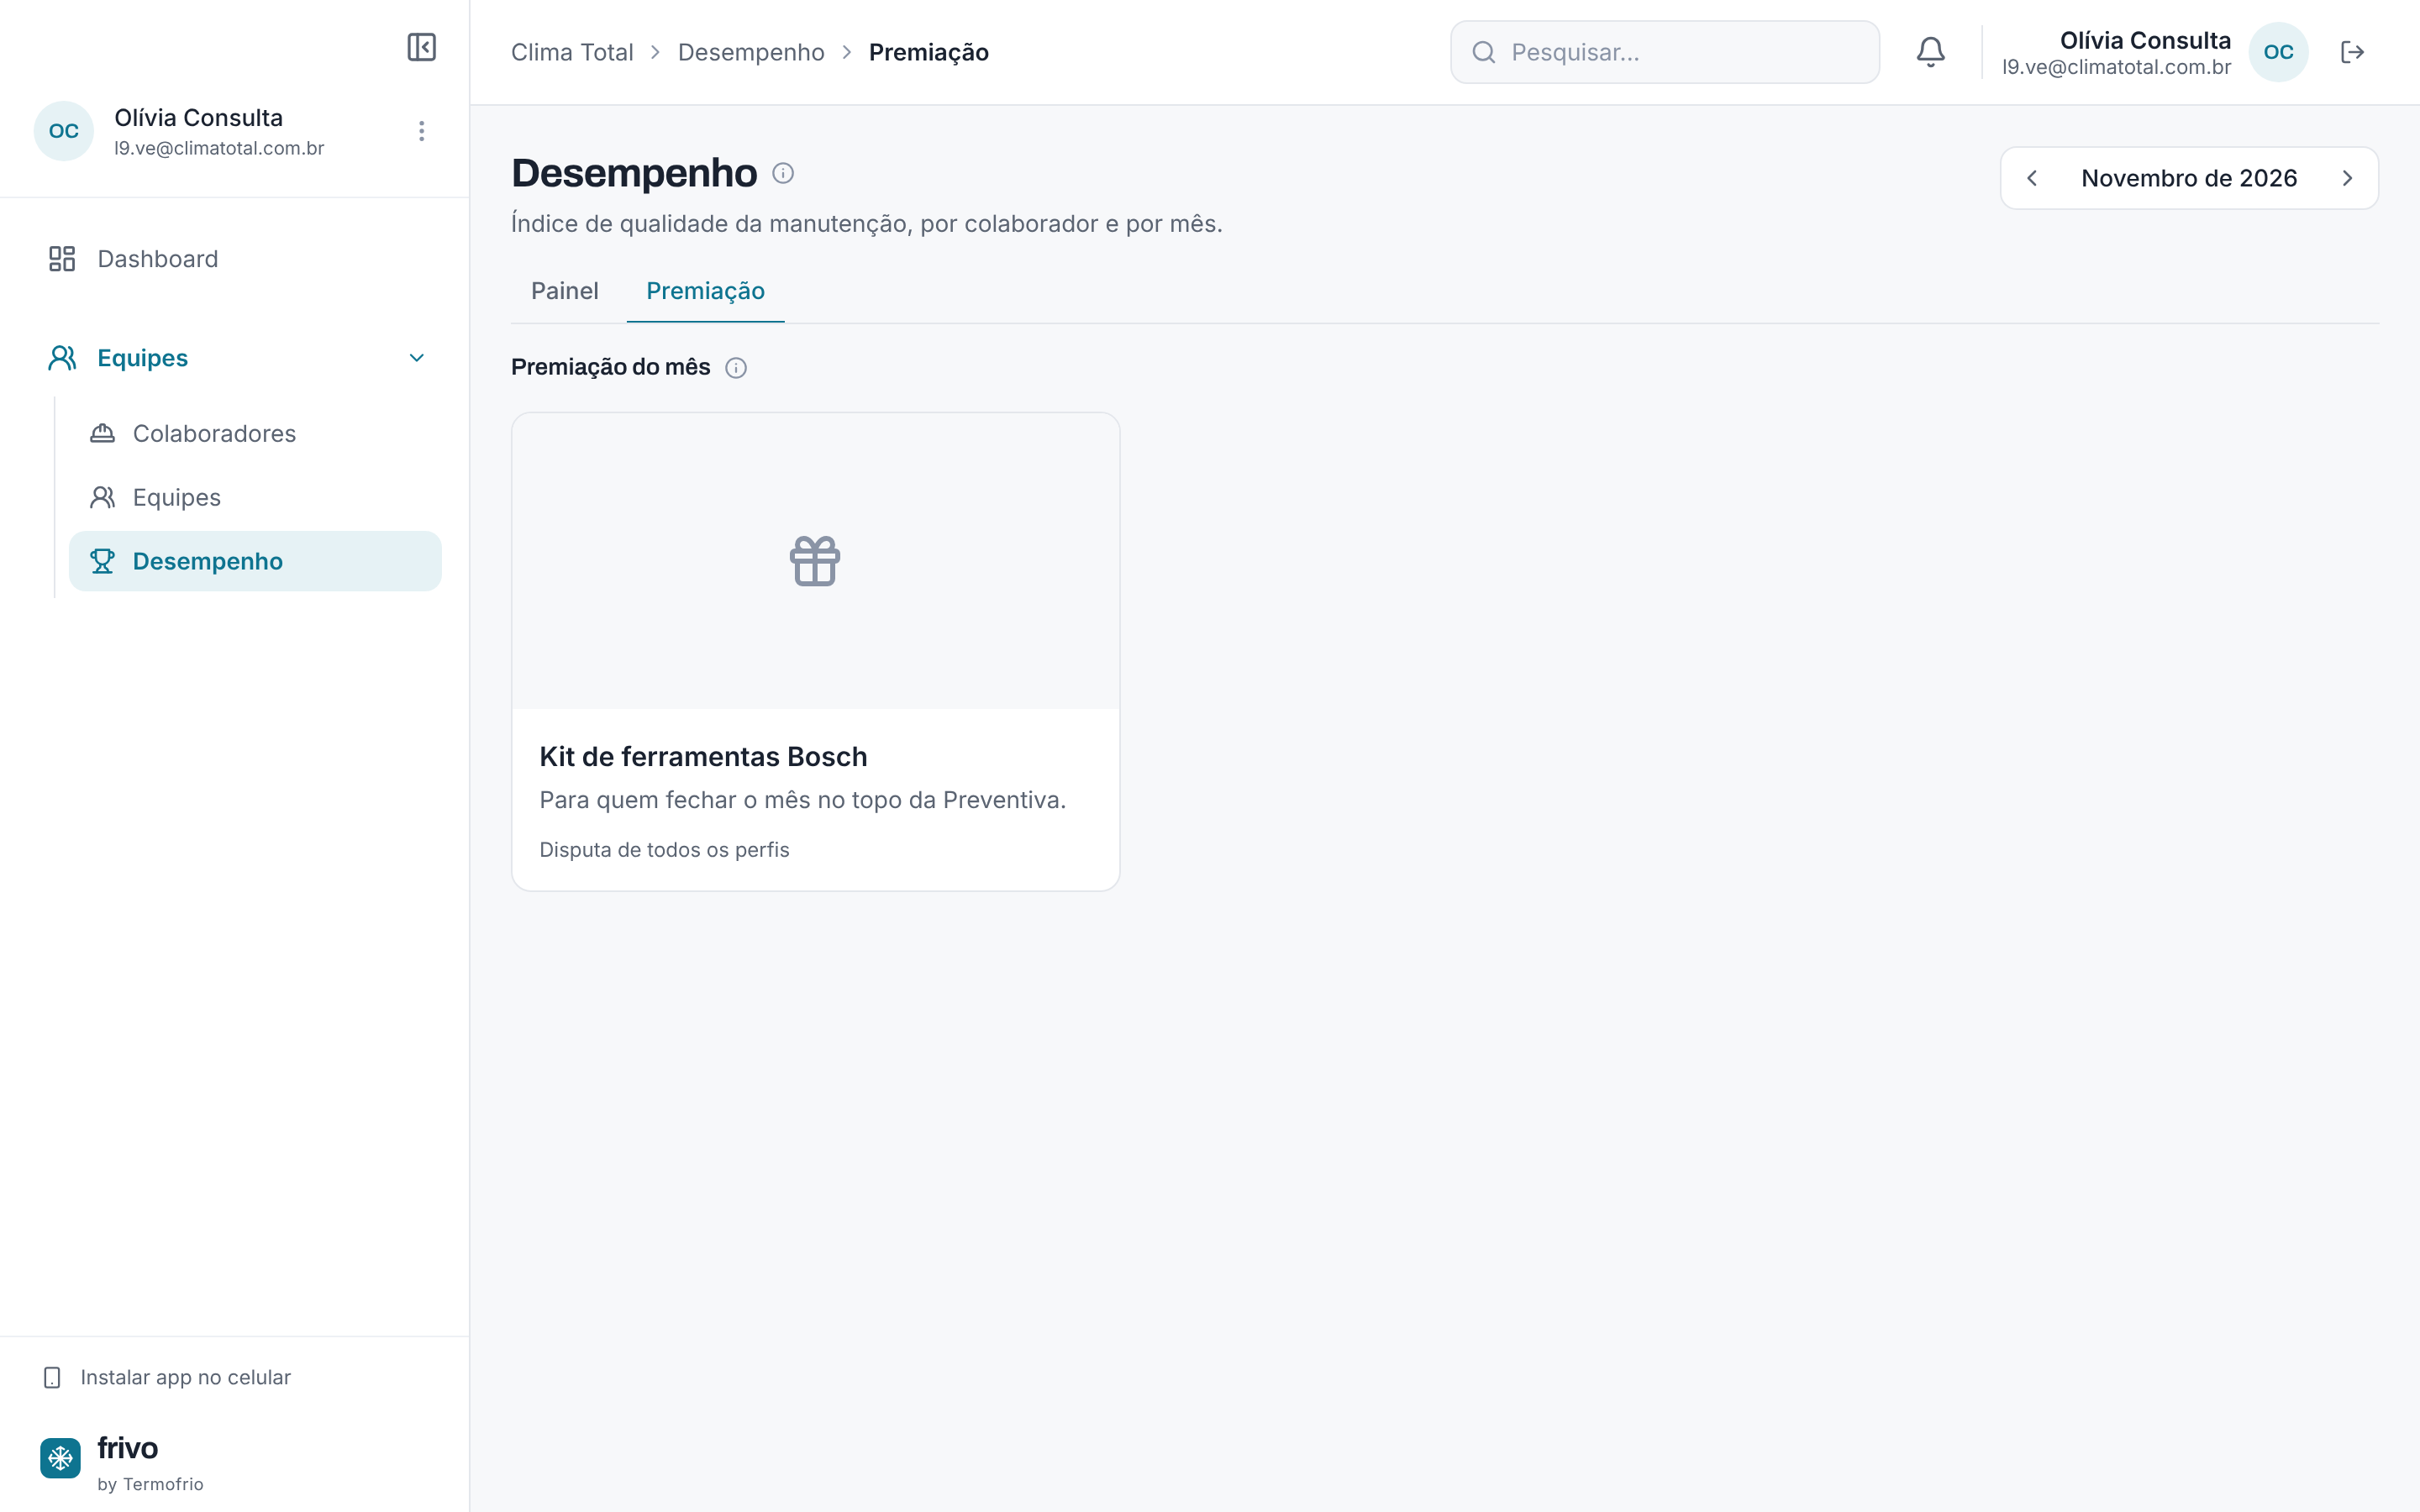 Olívia Consulta
l9.ve@climatotal.com.br
OC
Dashboard
Equipes
Colaboradores
Equipes
Desempenho
Instalar app no celular
frivo
by Termofrio
Clima Total > Desempenho > Premiação
Pesquisar...
Olívia Consulta
l9.ve@climatotal.com.br
OC
Desempenho
Índice de qualidade da manutenção, por colaborador e por mês.
Novembro de 2026
Painel
Premiação
Premiação do mês
Kit de ferramentas Bosch
Para quem fechar o mês no topo da Preventiva.
Disputa de todos os perfis